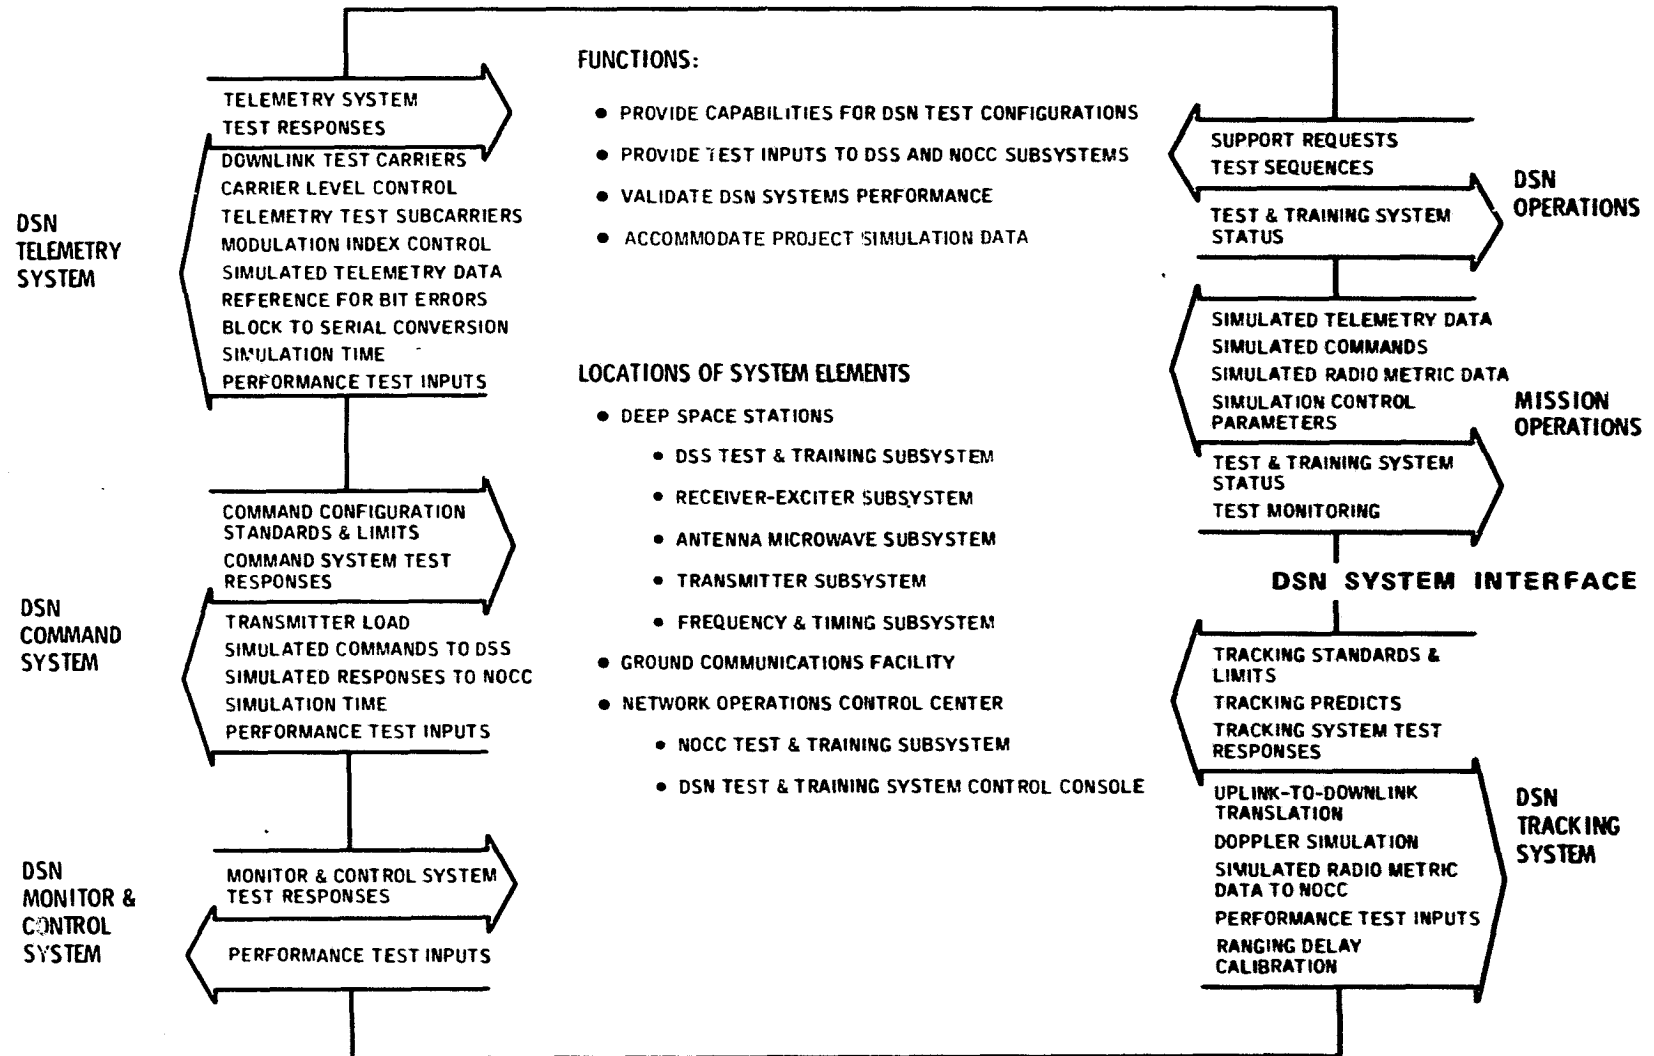 DSN
TELEMETRY
SYSTEM
TELEMETRY SYSTEM
TEST RESPONSES
DOWNLINK TEST CARRIERS
CARRIER LEVEL CONTROL
TELEMETRY TEST SUBCARRIERS
MODULATION INDEX CONTROL
SIMULATED TELEMETRY DATA
REFERENCE FOR BIT ERRORS
BLOCK TO SERIAL CONVERSION
SIMULATION TIME
PERFORMANCE TEST INPUTS
DSN
COMMAND
SYSTEM
COMMAND CONFIGURATION
STANDARDS & LIMITS
COMMAND SYSTEM TEST
RESPONSES
TRANSMITTER LOAD
SIMULATED COMMANDS TO DSS
SIMULATED RESPONSES TO NOCC
SIMULATION TIME
PERFORMANCE TEST INPUTS
DSN
MONITOR &
CONTROL
SYSTEM
MONITOR & CONTROL SYSTEM
TEST RESPONSES
PERFORMANCE TEST INPUTS
FUNCTIONS:
• PROVIDE CAPABILITIES FOR DSN TEST CONFIGURATIONS
• PROVIDE TEST INPUTS TO DSS AND NOCC SUBSYSTEMS
• VALIDATE DSN SYSTEMS PERFORMANCE
• ACCOMMODATE PROJECT SIMULATION DATA
LOCATIONS OF SYSTEM ELEMENTS
• DEEP SPACE STATIONS
• DSS TEST & TRAINING SUBSYSTEM
• RECEIVER-EXCITER SUBSYSTEM
• ANTENNA MICROWAVE SUBSYSTEM
• TRANSMITTER SUBSYSTEM
• FREQUENCY & TIMING SUBSYSTEM
• GROUND COMMUNICATIONS FACILITY
• NETWORK OPERATIONS CONTROL CENTER
• NOCC TEST & TRAINING SUBSYSTEM
• DSN TEST & TRAINING SYSTEM CONTROL CONSOLE
SUPPORT REQUESTS
TEST SEQUENCES
TEST & TRAINING SYSTEM
STATUS
DSN
OPERATIONS
SIMULATED TELEMETRY DATA
SIMULATED COMMANDS
SIMULATED RADIO METRIC DATA
SIMULATION CONTROL
PARAMETERS
TEST & TRAINING SYSTEM
STATUS
TEST MONITORING
MISSION
OPERATIONS
DSN SYSTEM INTERFACE
TRACKING STANDARDS &
LIMITS
TRACKING PREDICTS
TRACKING SYSTEM TEST
RESPONSES
UPLINK-TO-DOWNLINK
TRANSLATION
DOPPLER SIMULATION
SIMULATED RADIO METRIC
DATA TO NOCC
PERFORMANCE TEST INPUTS
RANGING DELAY
CALIBRATION
DSN
TRACKING
SYSTEM